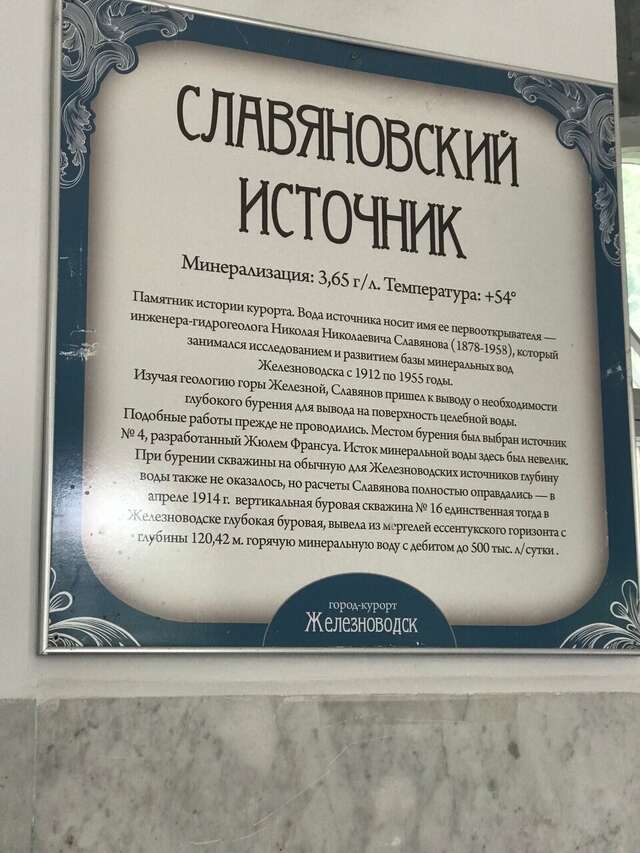 СЛАВЯНОВСКИЙ
ИСТОЧНИК
Минерализация: 3,65 г/л. Температура: +54°
Памятник истории курорта. Вода источника носит имя ее первооткрывателя —
инженера-гидрогеолога Николая Николаевича Славянова (1878-1958), который
занимался исследованием и развитием базы минеральных вод
Железноводска с 1912 по 1955 годы.
Изучая геологию горы Железной, Славянов пришел к выводу о необходимости
глубокого бурения для вывода на поверхность целебной воды.
Подобные работы прежде не проводились. Местом бурения был выбран источник
№ 4, разработанный Жюлем Франсуа. Исток минеральной воды здесь был невелик.
При бурении скважины на обычную для Железноводских источников глубину
воды также не оказалось, но расчеты Славянова полностью оправдались — в
апреле 1914 г. вертикальная буровая скважина № 16 единственная тогда в
Железноводске глубокая буровая, вывела из мергелей ессентукского горизонта с
глубины 120,42 м. горячую минеральную воду с дебитом до 500 тыс. л/сутки .
город-курорт
Железноводск